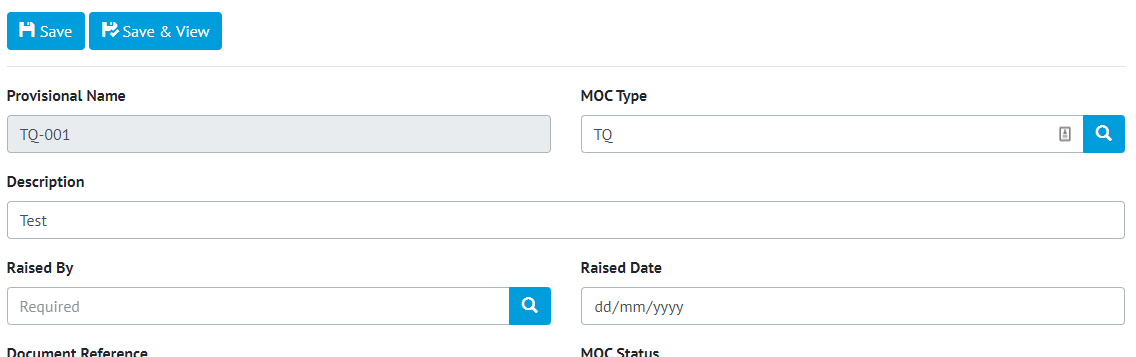 Save Save & View
Provisional Name MOC Type
TQ-001 TQ
Description
Test
Raised By Raised Date
Required dd/mm/yyyy
Document Reference MOC Status